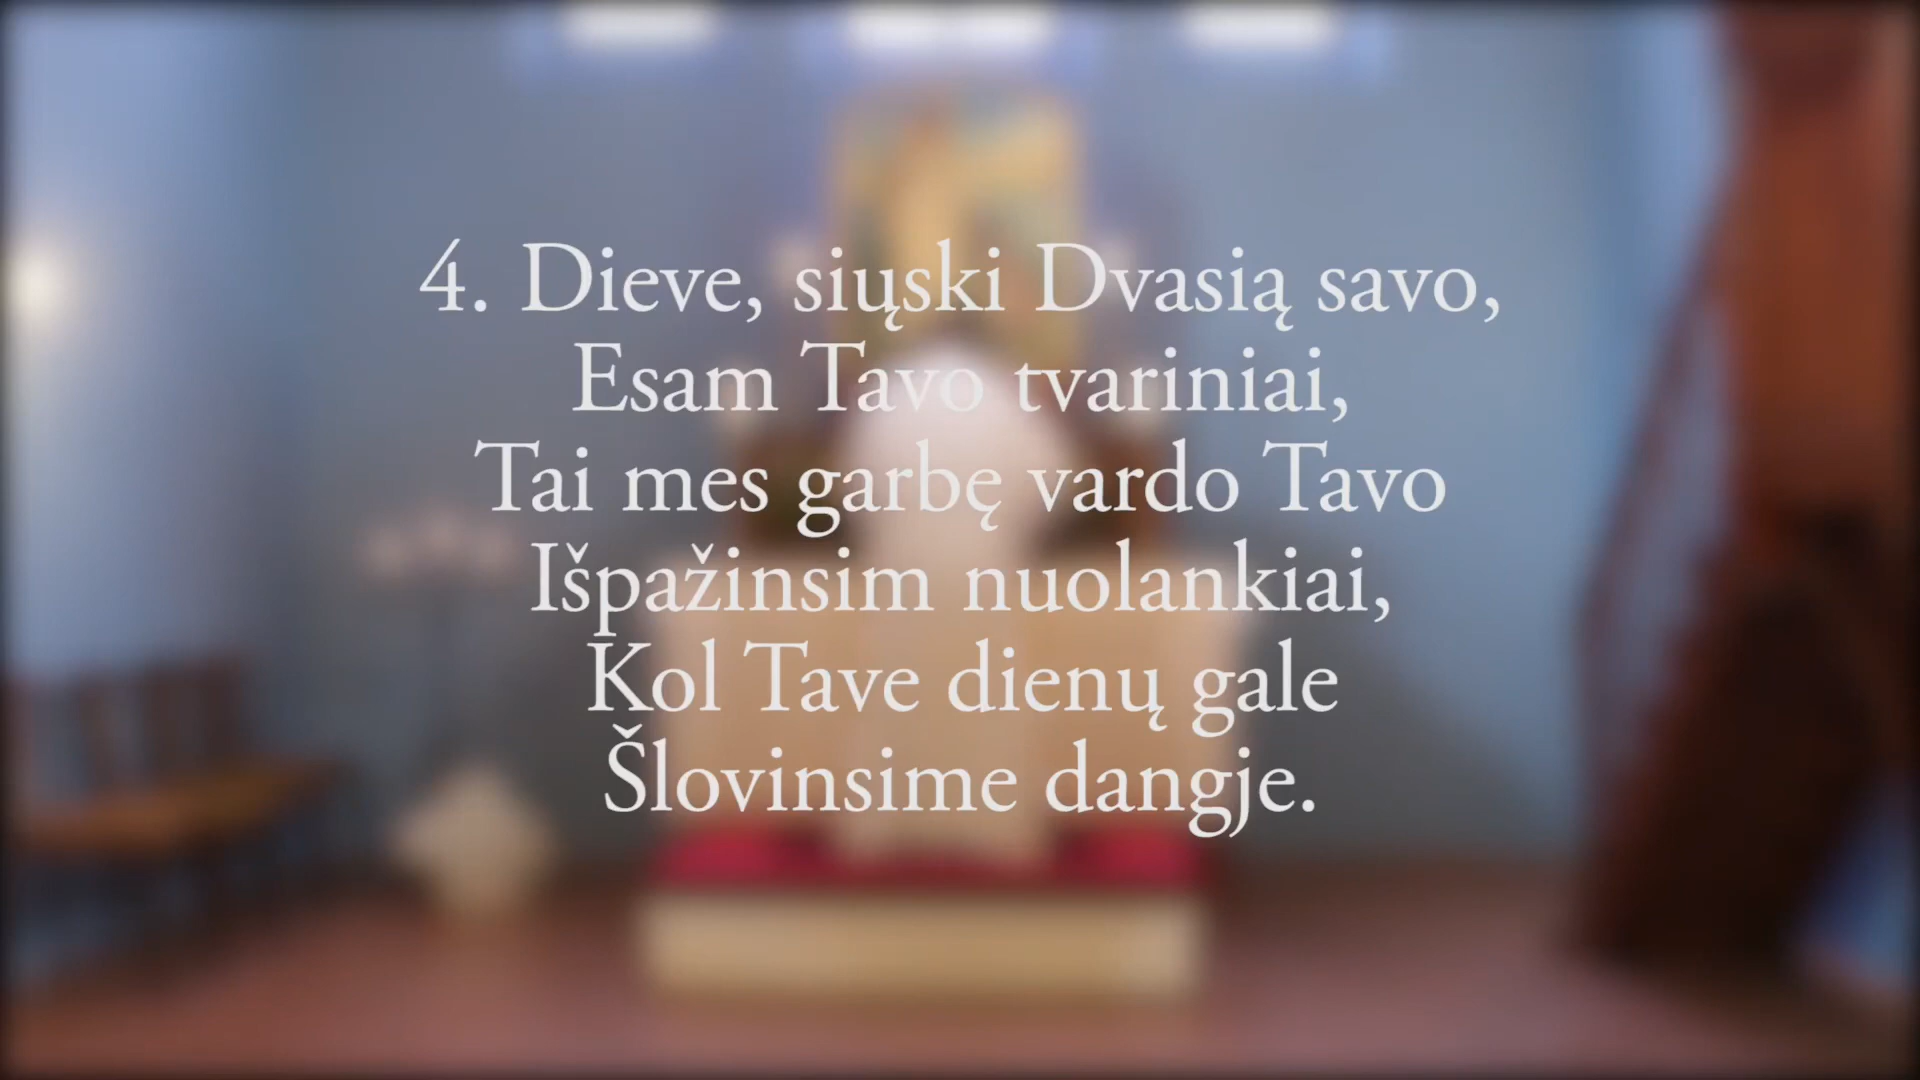 4. Dieve, siųski Dvasią savo,
Esam Tavo tvariniai,
Tai mes garbę vardo Tavo
Išpažinsim nuolankiai,
Kol Tave dienų gale
Šlovinsime dangje.